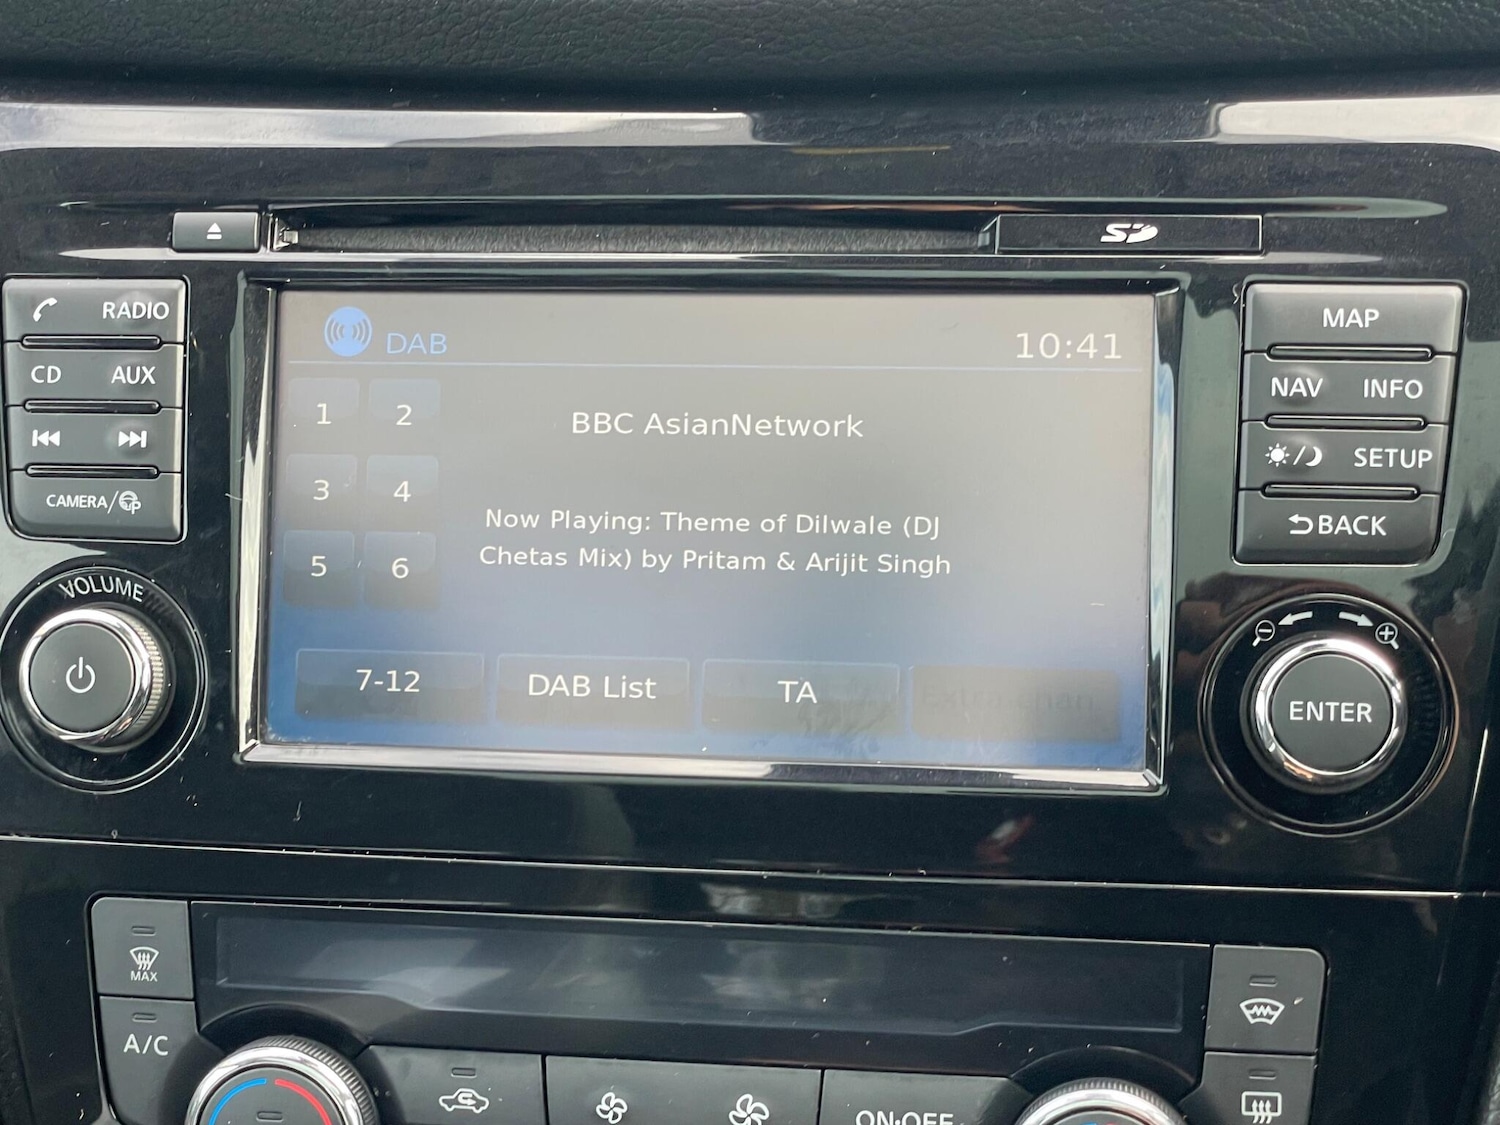 SD
RADIO
CD AUX
CAMERA/
VOLUME
DAB
10:41
1 2
BBC AsianNetwork
3 4
Now Playing: Theme of Dilwale (DJ
Chetas Mix) by Pritam & Arijit Singh
5 6
7-12 DAB List TA Extra chan
MAP
NAV INFO
SETUP
BACK
ENTER
MAX
A/C
ON•OFF